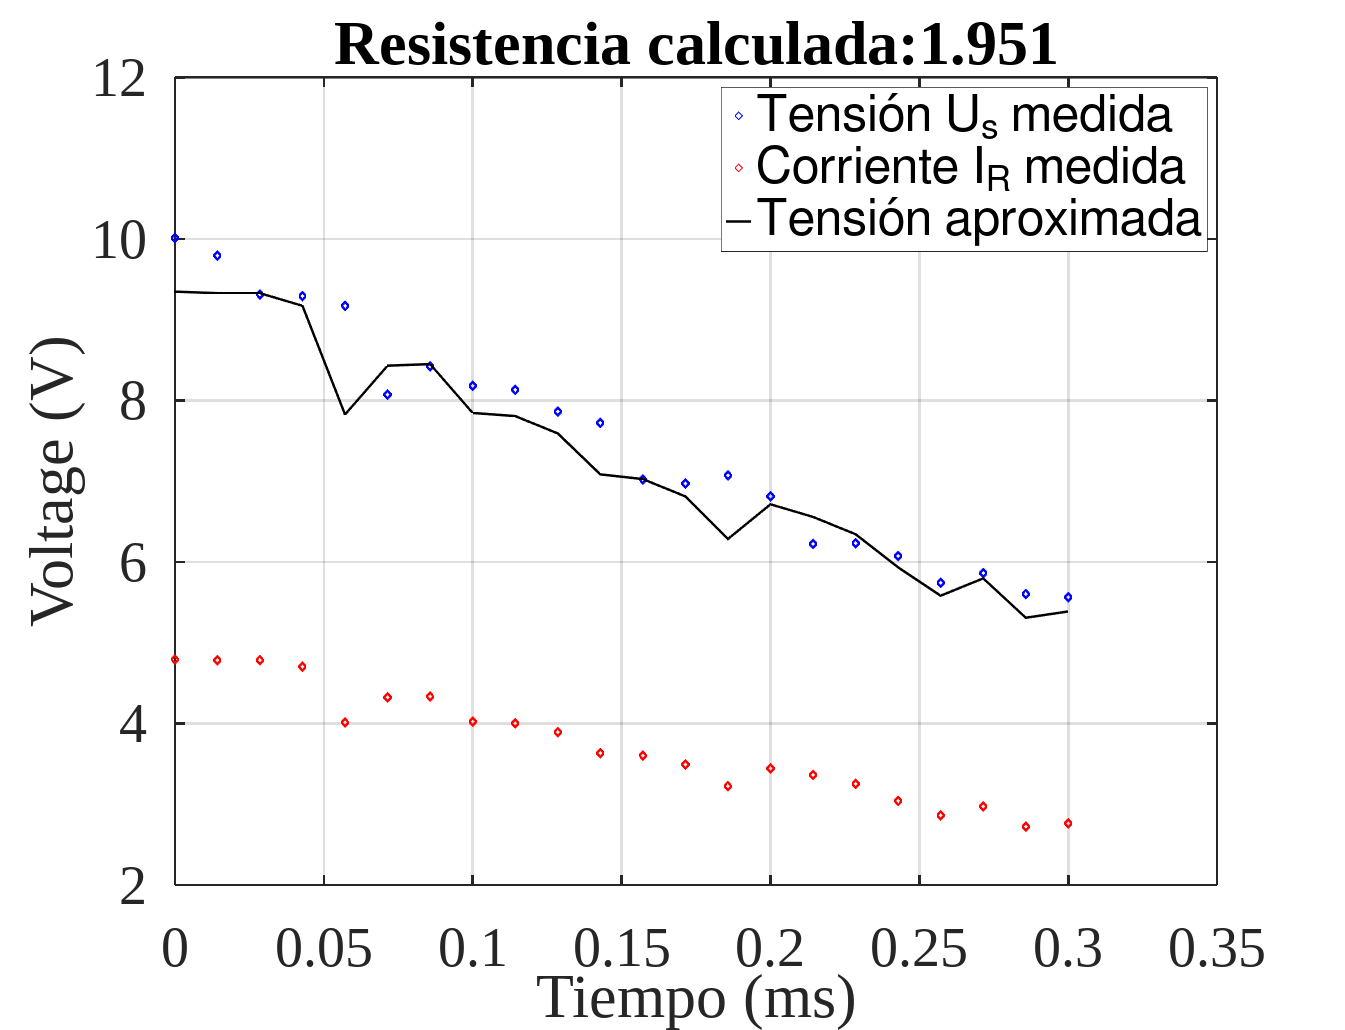 Resistencia calculada:1.951
Tensión Us medida
Corriente IR medida
Tensión aproximada
Voltage (V)
12
10
8
6
4
2
0 0.05 0.1 0.15 0.2 0.25 0.3 0.35
Tiempo (ms)